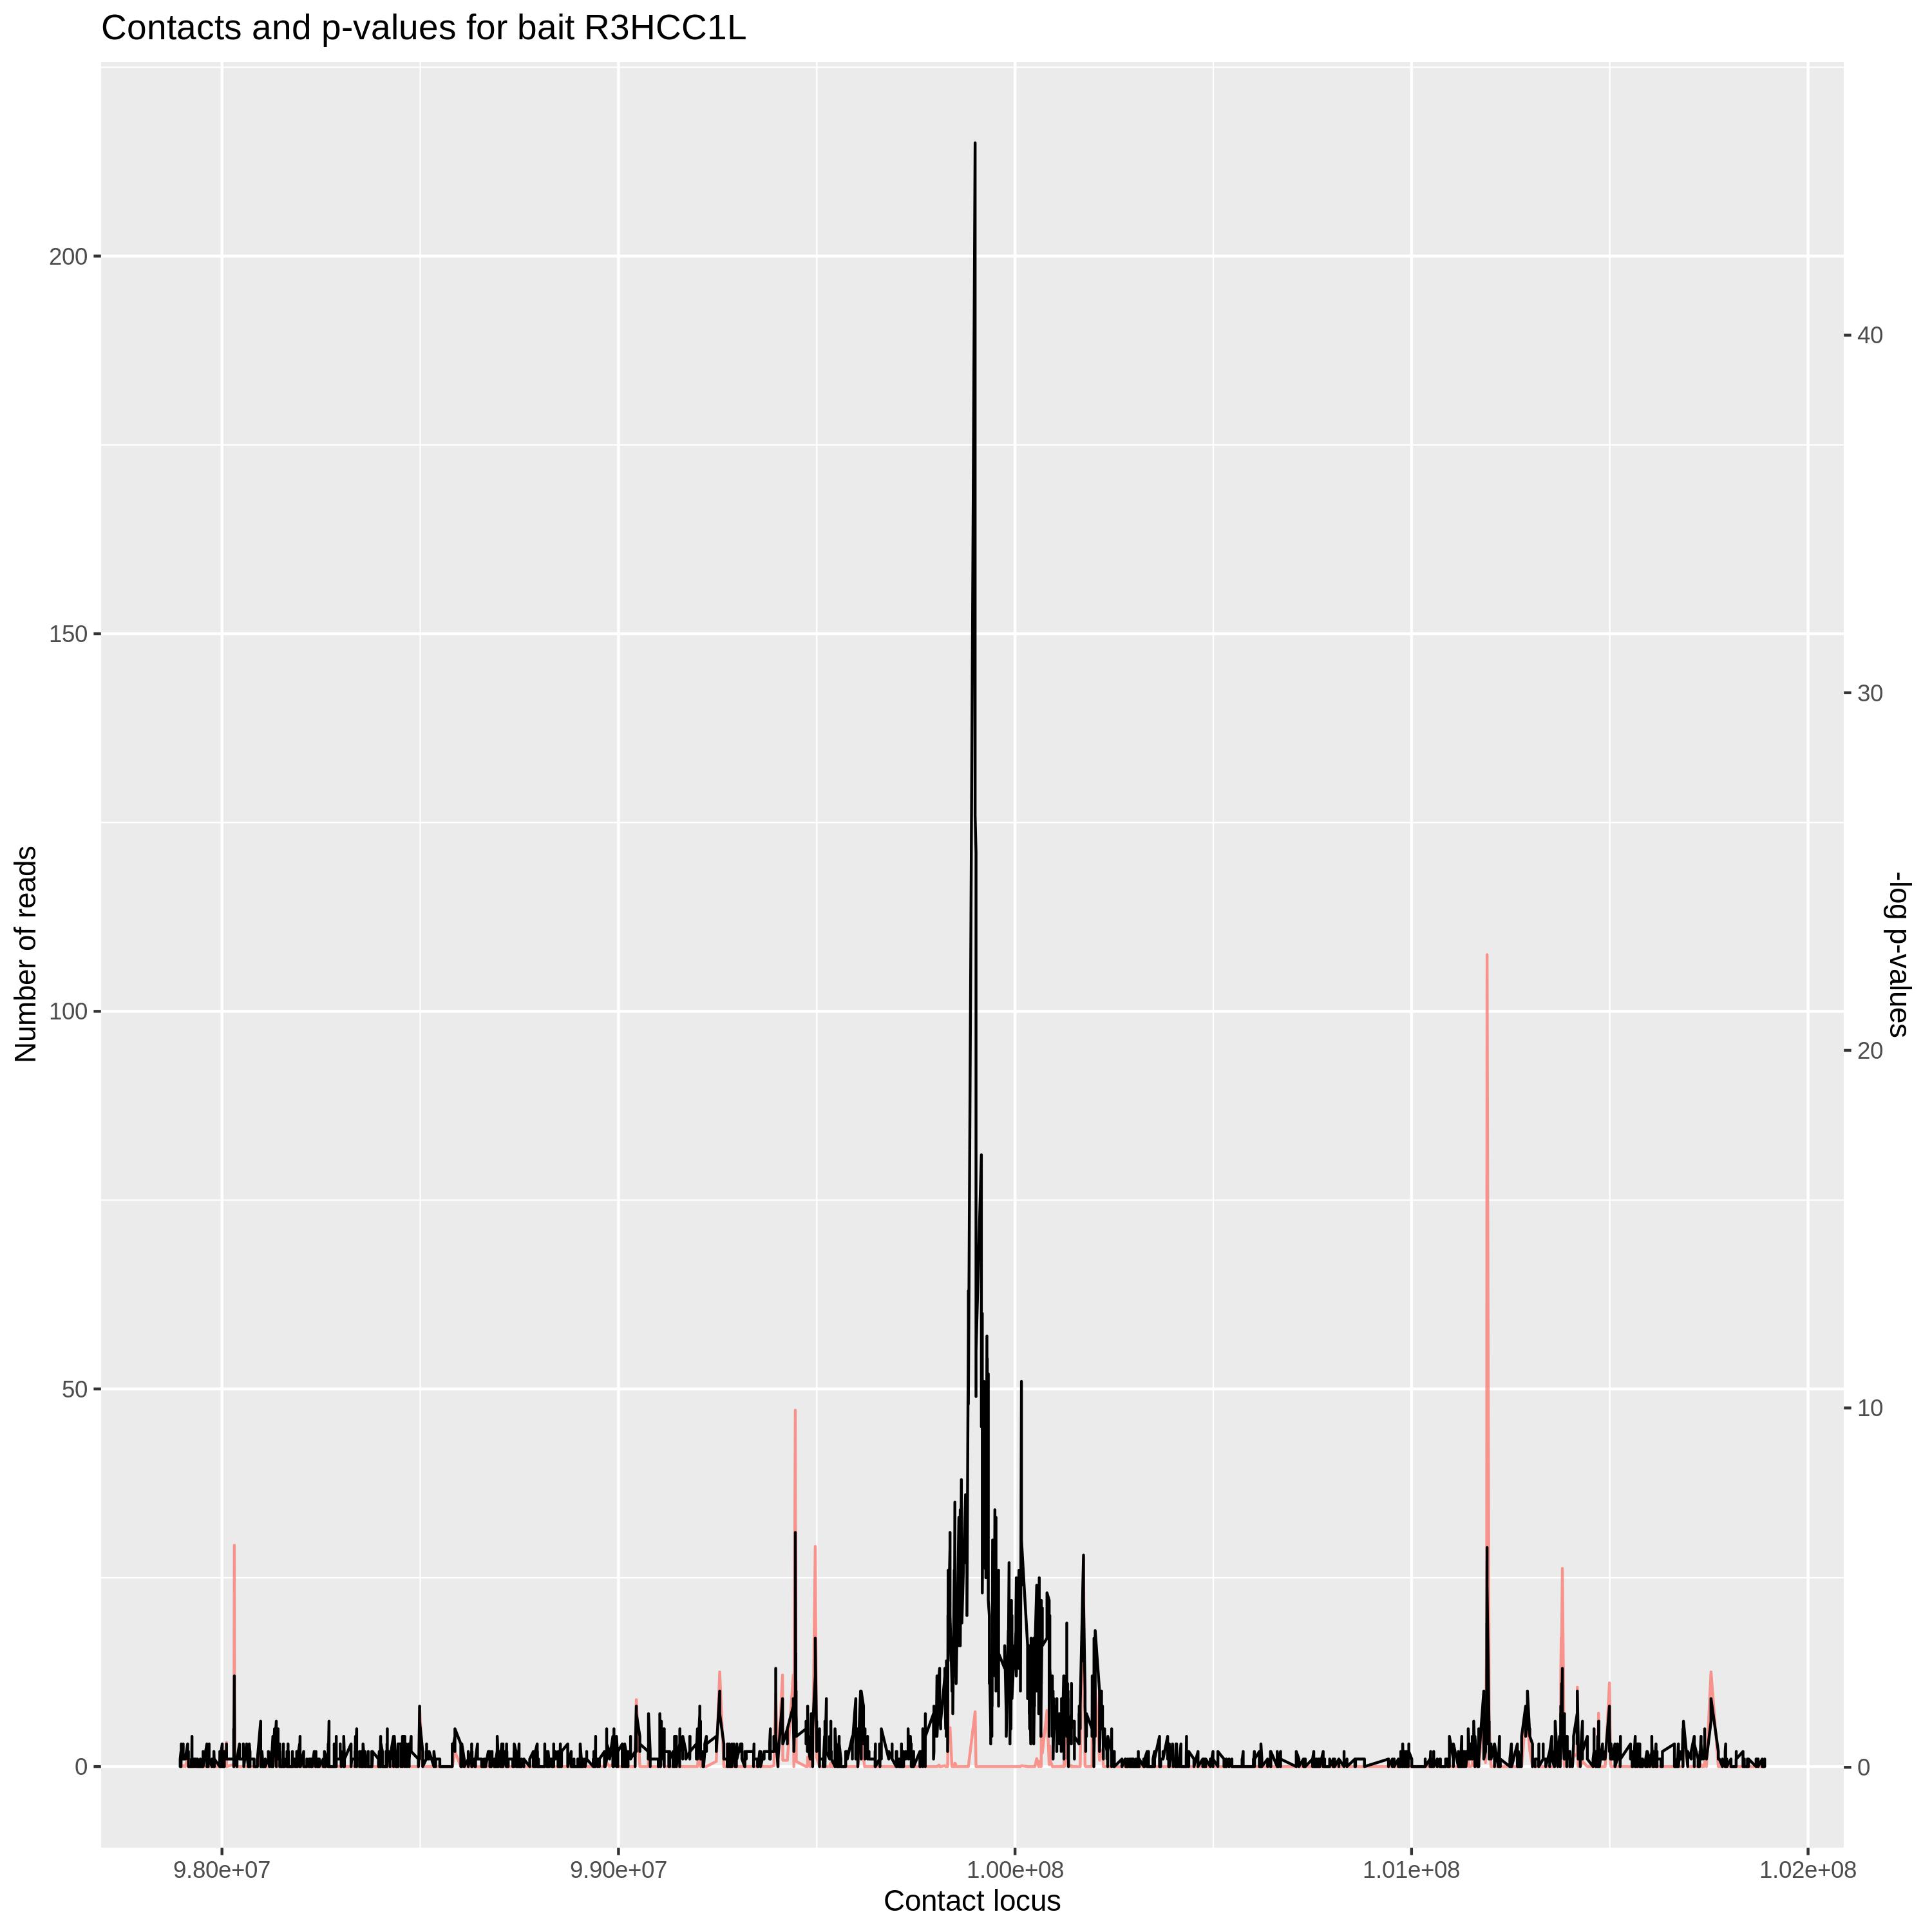 Contacts and p-values for bait R3HCC1L
200
150
100
50
0
Number of reads
40
30
20
10
0
-log p-values
9.80e+07
9.90e+07
1.00e+08
1.01e+08
1.02e+08
Contact locus